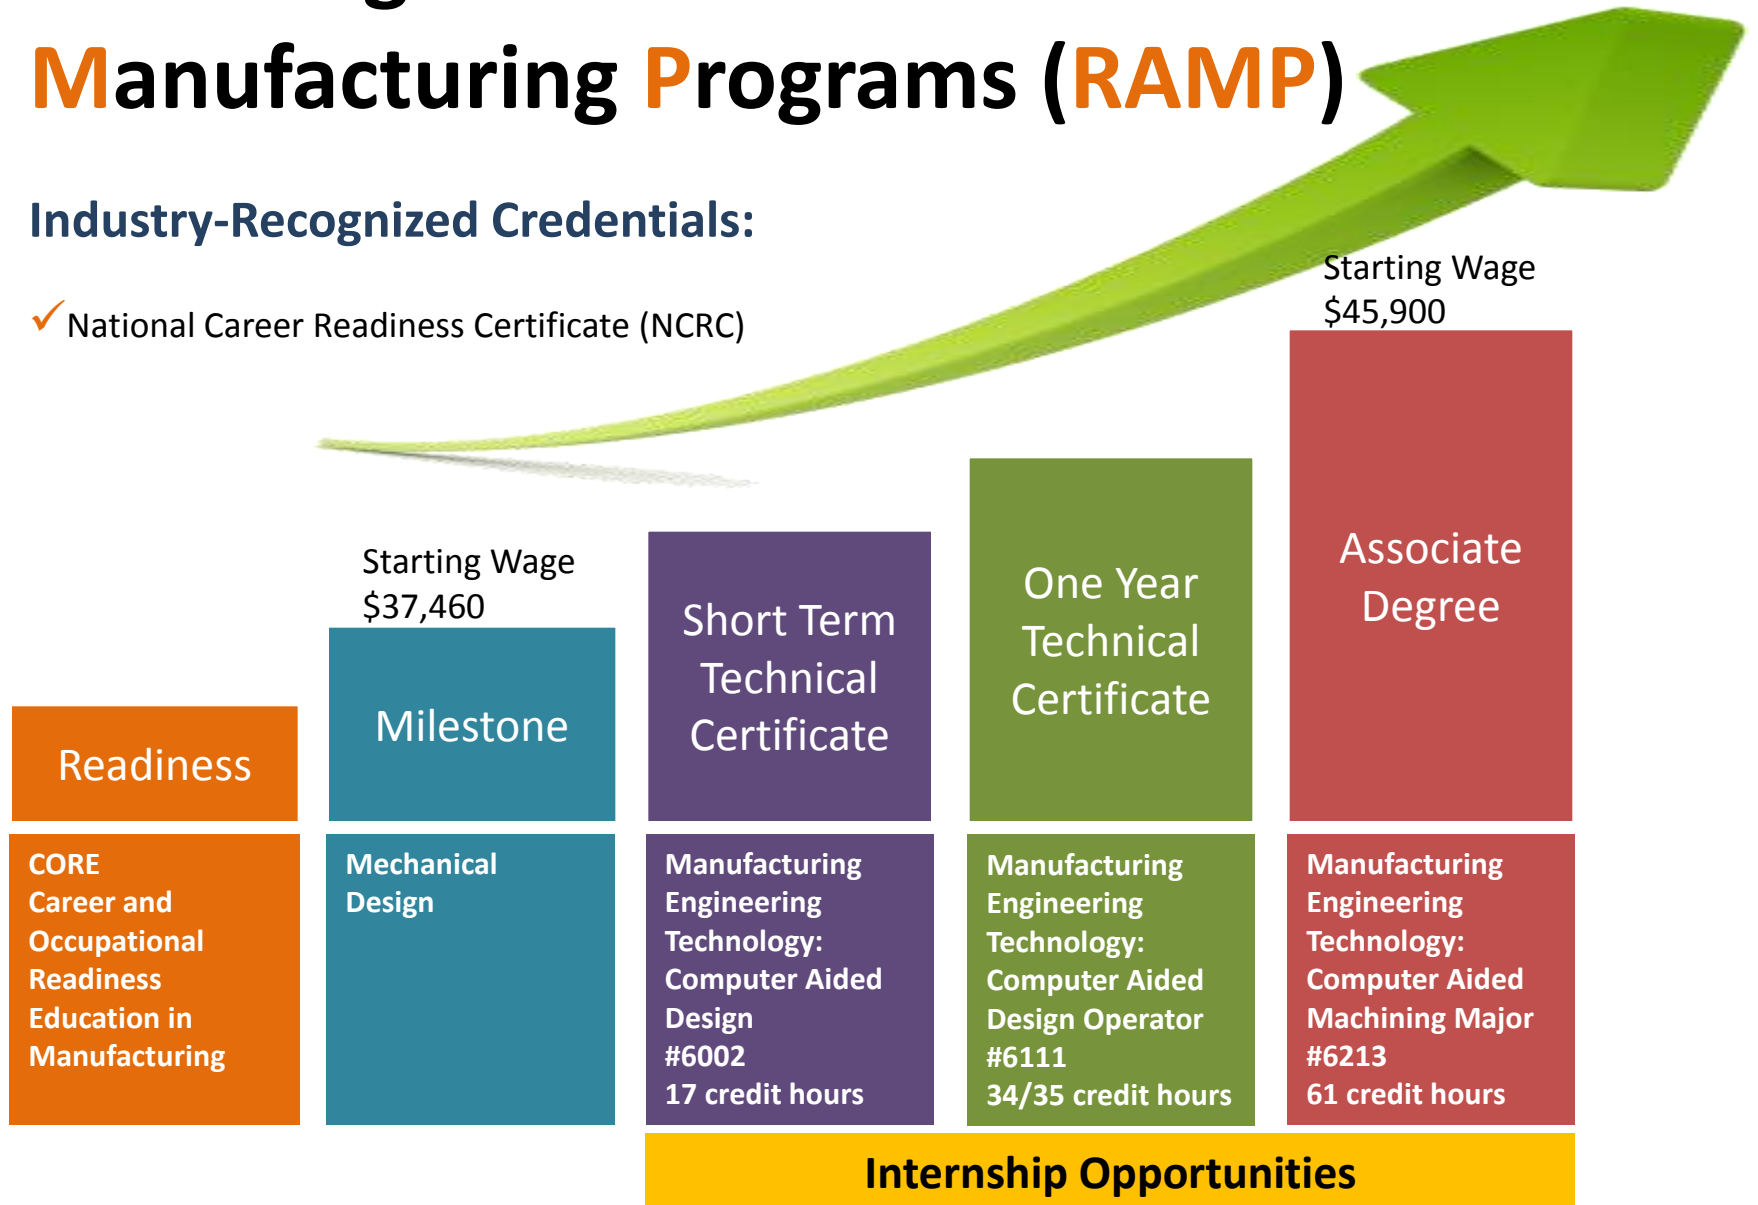 Manufacturing Programs (RAMP)
Industry-Recognized Credentials:
National Career Readiness Certificate (NCRC)
Starting Wage
$45,900
Starting Wage
$37,460
Readiness
Milestone
Short Term
Technical
Certificate
One Year
Technical
Certificate
Associate
Degree
CORE
Career and
Occupational
Readiness
Education in
Manufacturing
Mechanical
Design
Manufacturing
Engineering
Technology:
Computer Aided
Design
#6002
17 credit hours
Manufacturing
Engineering
Technology:
Computer Aided
Design Operator
#6111
34/35 credit hours
Manufacturing
Engineering
Technology:
Computer Aided
Machining Major
#6213
61 credit hours
Internship Opportunities